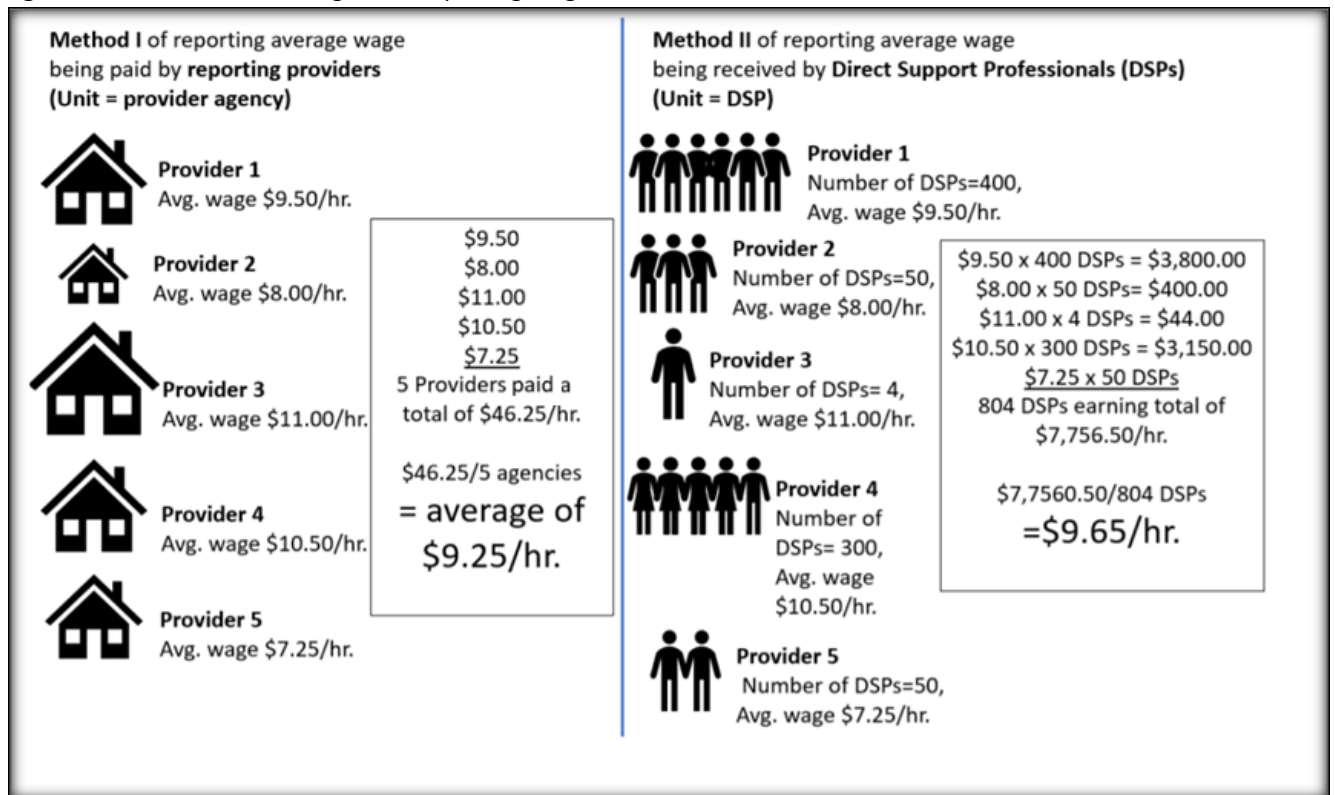 Method I of reporting average wage
being paid by reporting providers
(Unit = provider agency)
Provider 1
Avg. wage $9.50/hr.
Provider 2
Avg. wage $8.00/hr.
Provider 3
Avg. wage $11.00/hr.
Provider 4
Avg. wage $10.50/hr.
Provider 5
Avg. wage $7.25/hr.
$9.50
$8.00
$11.00
$10.50
$7.25
5 Providers paid a
total of $46.25/hr.
$46.25/5 agencies
= average of
$9.25/hr.
Method II of reporting average wage
being received by Direct Support Professionals (DSPs)
(Unit = DSP)
Provider 1
Number of DSPs=400,
Avg. wage $9.50/hr.
Provider 2
Number of DSPs=50,
Avg. wage $8.00/hr.
Provider 3
Number of DSPs= 4,
Avg. wage $11.00/hr.
Provider 4
Number of
DSPs= 300,
Avg. wage
$10.50/hr.
Provider 5
Number of DSPs=50,
Avg. wage $7.25/hr.
$9.50 x 400 DSPs = $3,800.00
$8.00 x 50 DSPs= $400.00
$11.00 x 4 DSPs = $44.00
$10.50 x 300 DSPs = $3,150.00
$7.25 x 50 DSPs
804 DSPs earning total of
$7,756.50/hr.
$7,7560.50/804 DSPs
=$9.65/hr.